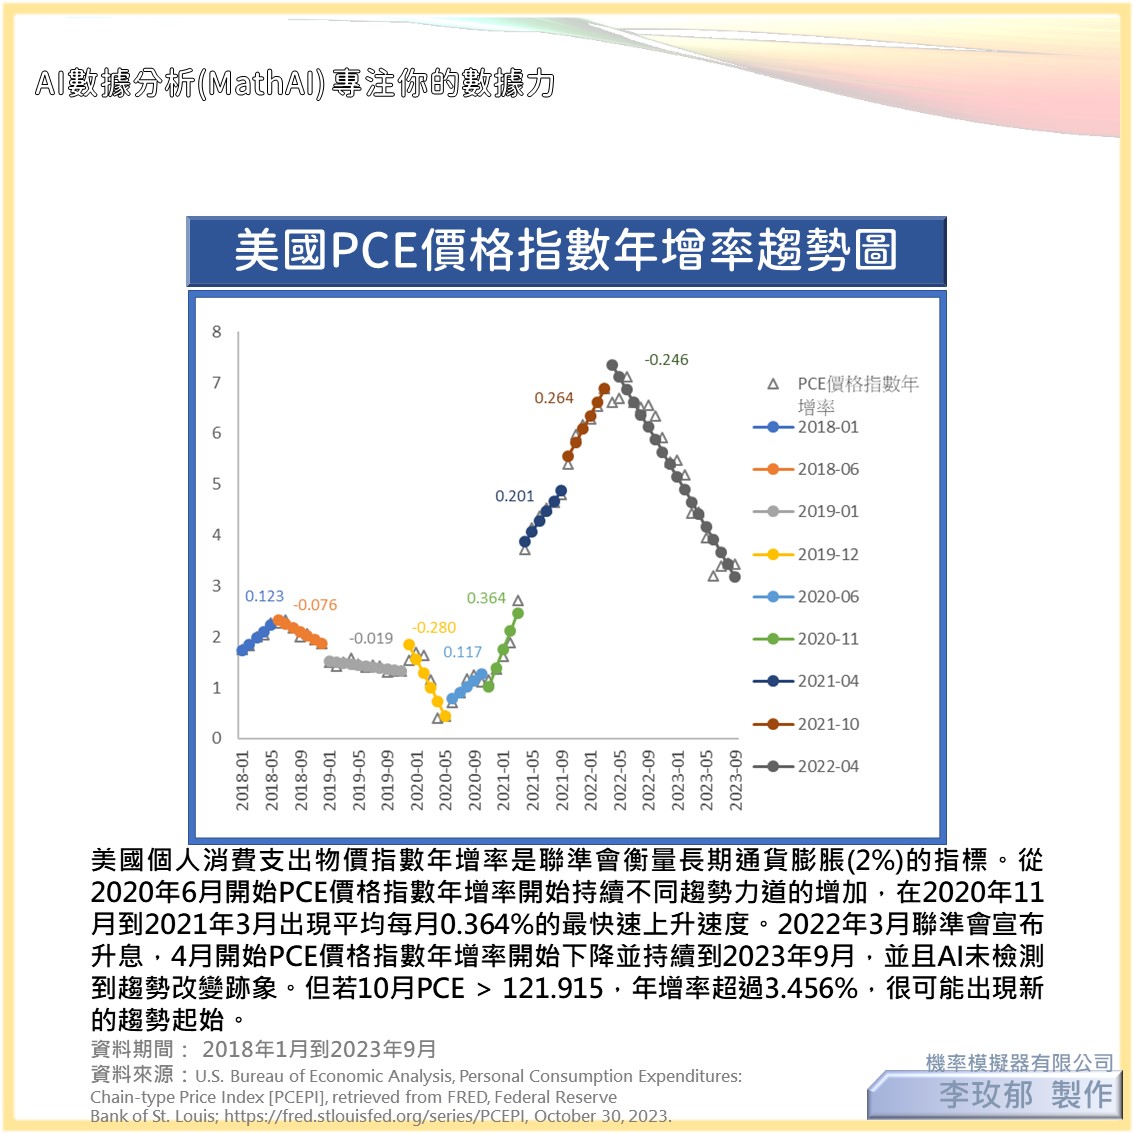 AI數據分析(MathAI) 專注你的數據力
美國PCE價格指數年增率趨勢圖
8
7
6
5
4
3
2
1
0
0.123
-0.076
-0.019
-0.280
0.117
0.364
0.201
0.264
-0.246
2018-01
2018-05
2018-09
2019-01
2019-05
2019-09
2020-01
2020-05
2020-09
2021-01
2021-05
2021-09
2022-01
2022-05
2022-09
2023-01
2023-05
2023-09
PCE價格指數年
增率
2018-01
2018-06
2019-01
2019-12
2020-06
2020-11
2021-04
2021-10
2022-04
美國個人消費支出物價指數年增率是聯準會衡量長期通貨膨脹(2%)的指標。從
2020年6月開始PCE價格指數年增率開始持續不同趨勢力道的增加，在2020年11
月到2021年3月出現平均每月0.364%的最快速上升速度。2022年3月聯準會宣布
升息，4月開始PCE價格指數年增率開始下降並持續到2023年9月，並且AI未檢測
到趨勢改變跡象。但若10月PCE > 121.915，年增率超過3.456%，很可能出現新
的趨勢起始。
資料期間： 2018年1月到2023年9月
資料來源：U.S. Bureau of Economic Analysis, Personal Consumption Expenditures:
Chain-type Price Index [PCEPI], retrieved from FRED, Federal Reserve
Bank of St. Louis; https://fred.stlouisfed.org/series/PCEPI, October 30, 2023.
機率模擬器有限公司
李玫郁 製作